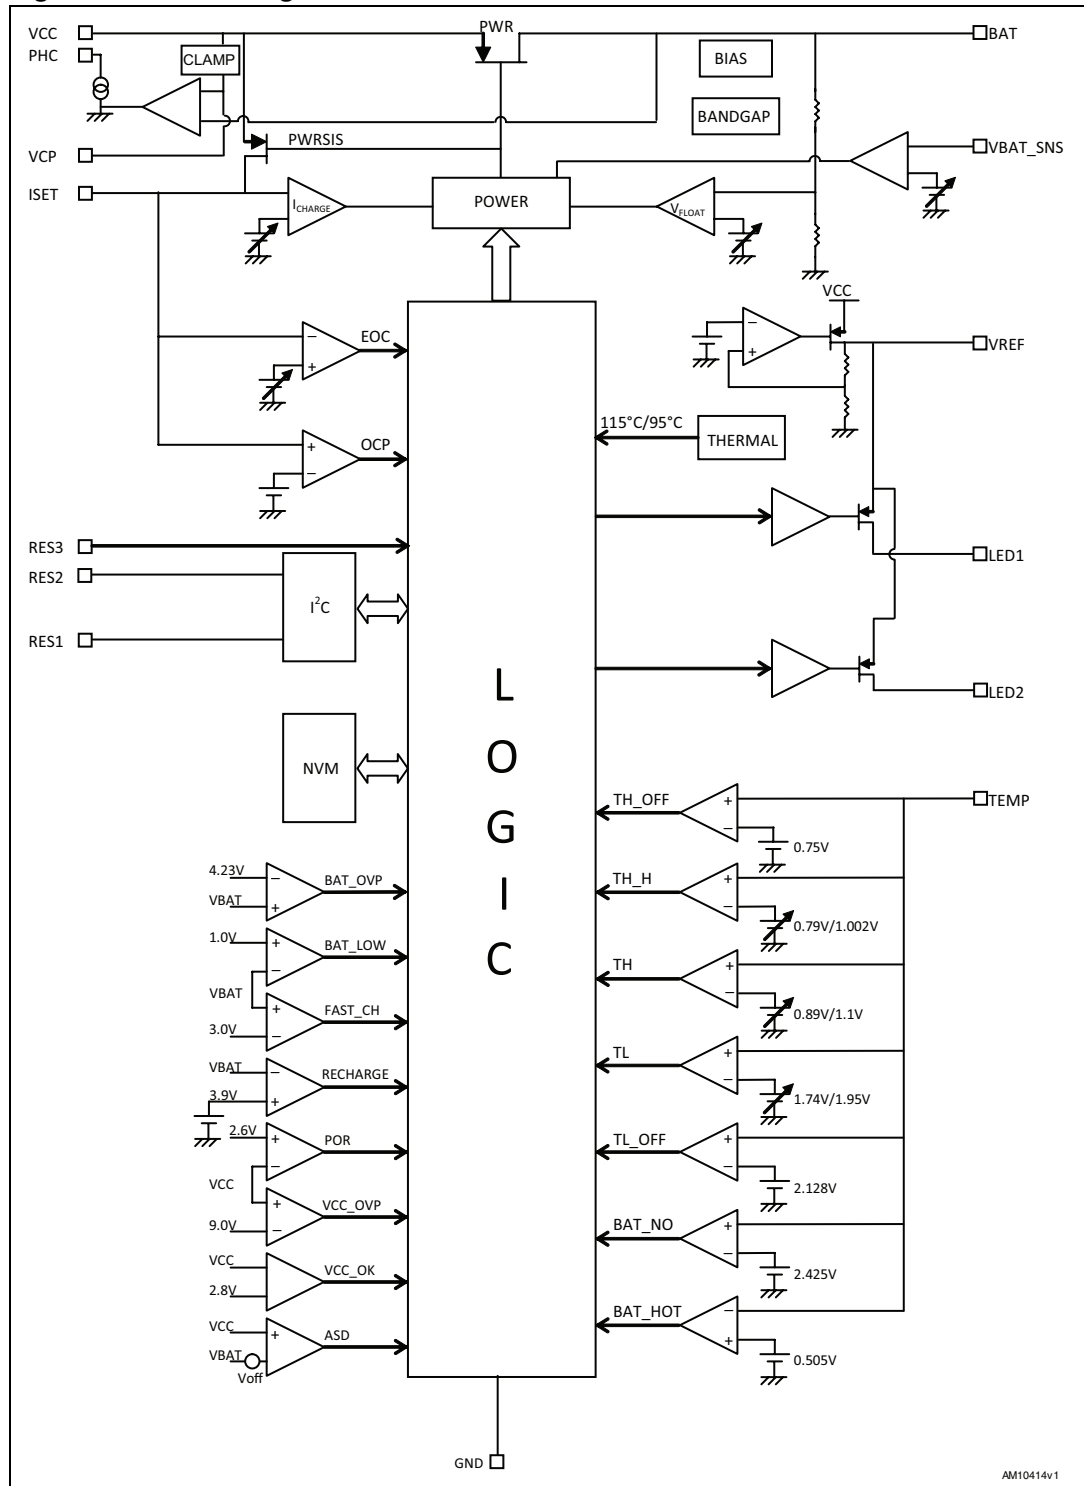 VCC
PWR
BAT
PHC
CLAMP
BIAS
BANDGAP
PWRSIS
VCP
VBAT_SNS
ISET
ICHARGE
POWER
VFLOAT
VCC
− EOC
+
−
+
VREF
115°C/95°C
THERMAL
+ OCP
−
RES3
RES2
I²C
RES1
LED1
LED2
L
O
G
I
C
NVM
TH_OFF
+
−
TEMP
0.75V
4.23V
VBAT
−
+
BAT_OVP
TH_H
+
−
0.79V/1.002V
1.0V
+
−
BAT_LOW
VBAT
TH
+
−
0.89V/1.1V
+
−
FAST_CH
3.0V
VBAT
−
+
RECHARGE
3.9V
TL
+
−
1.74V/1.95V
2.6V
+
−
POR
VCC
TL_OFF
+
−
2.128V
+
−
VCC_OVP
9.0V
BAT_NO
+
−
2.425V
VCC
2.8V
VCC_OK
BAT_HOT
−
+
0.505V
VCC
+
ASD
VBAT
Voff
GND
AM10414v1